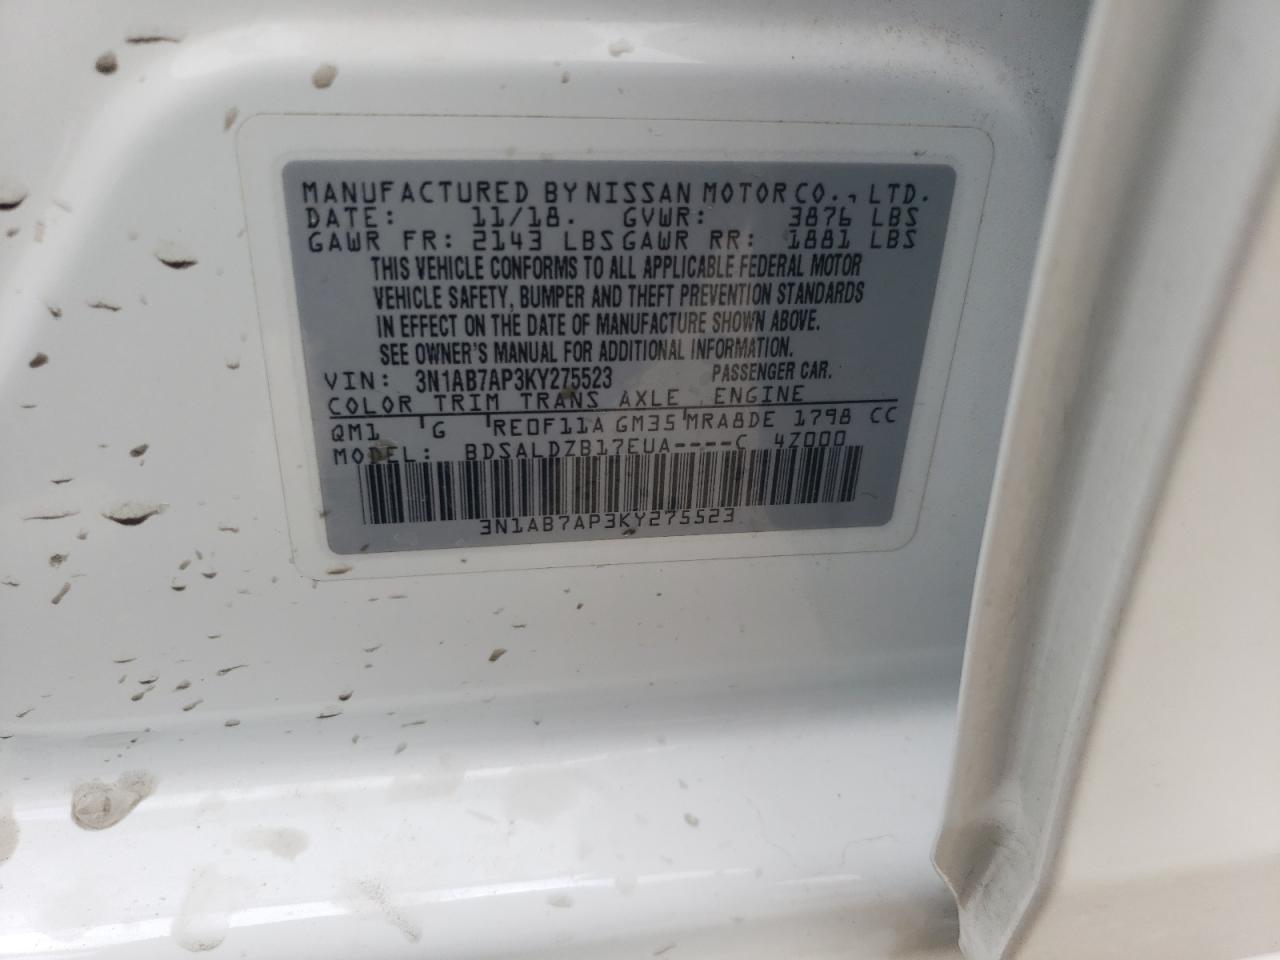 MANUFACTURED BY NISSAN MOTOR CO., LTD.
DATE: 11/18. GVWR: 3876 LBS
GAWR FR: 2143 LBS GAWR RR: 1881 LBS
THIS VEHICLE CONFORMS TO ALL APPLICABLE FEDERAL MOTOR
VEHICLE SAFETY, BUMPER AND THEFT PREVENTION STANDARDS
IN EFFECT ON THE DATE OF MANUFACTURE SHOWN ABOVE.
SEE OWNER'S MANUAL FOR ADDITIONAL INFORMATION.
VIN: 3N1AB7AP3KY275523 PASSENGER CAR.
COLOR TRIM TRANS AXLE ENGINE
QM1 G RE0F11A GM35 MRA8DE 1798 CC
MODEL: BDSALDZB17EUA----C 4Z000
3N1AB7AP3KY275523